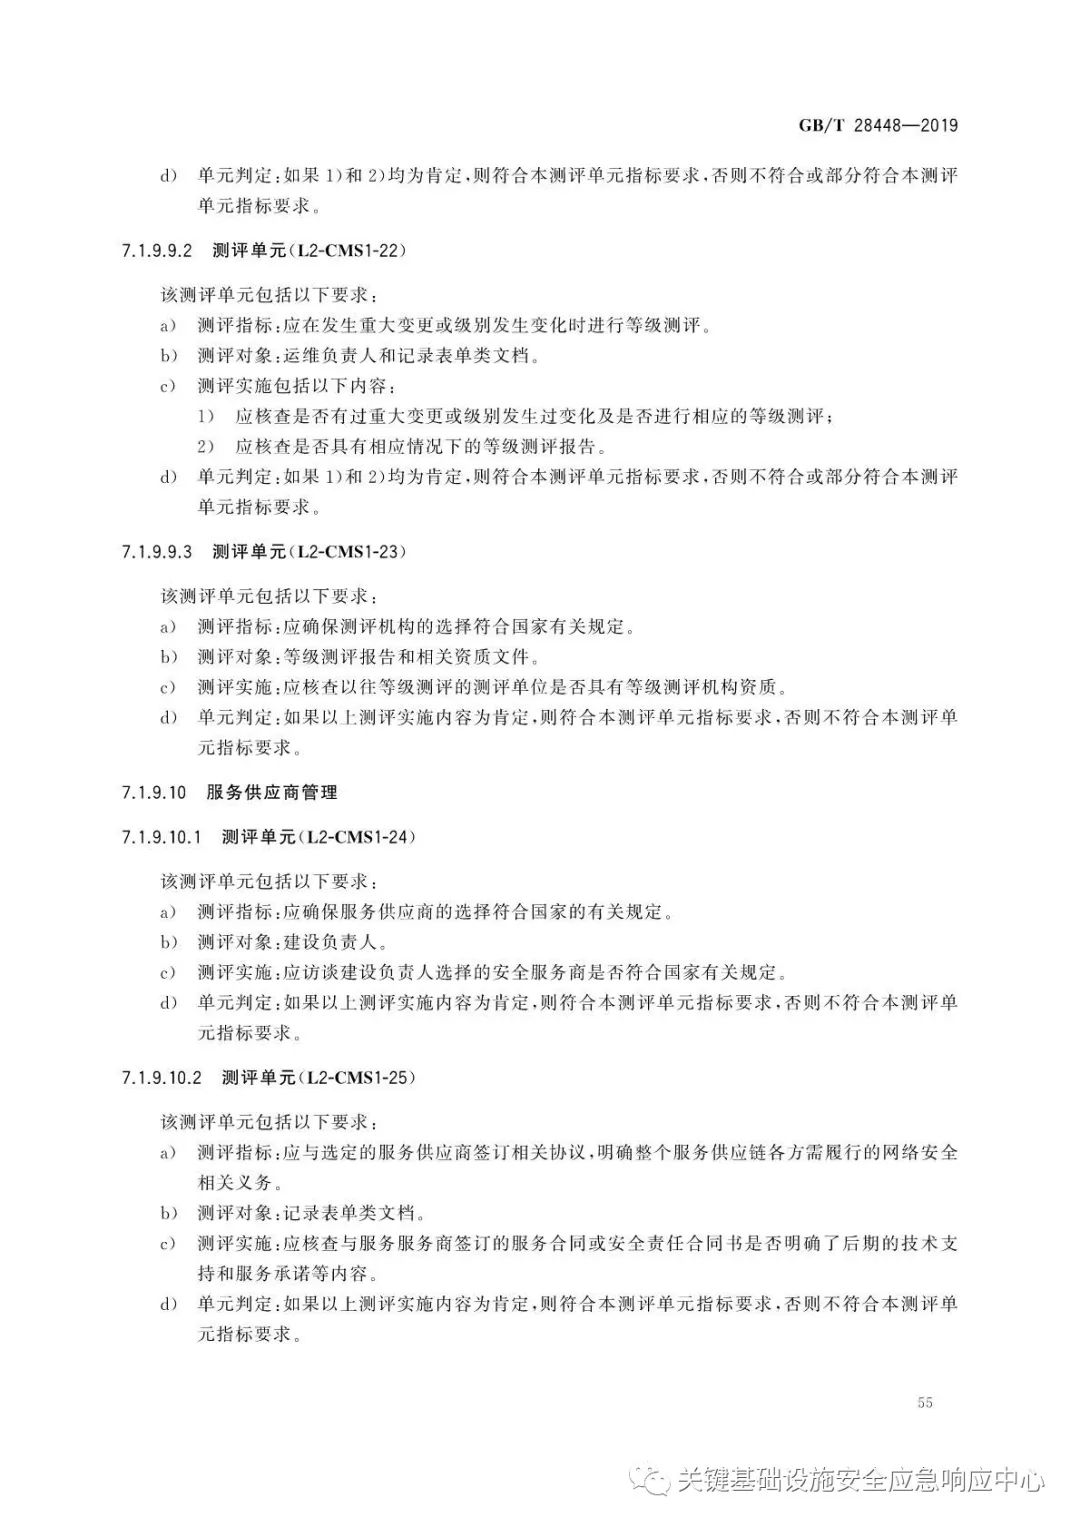 GB/T 28448—2019
d) 单元判定:如果 1)和 2)均为肯定,则符合本测评单元指标要求,否则不符合或部分符合本测评
单元指标要求。
7.1.9.9.2 测评单元(L2-CMS1-22)
该测评单元包括以下要求:
a) 测评指标:应在发生重大变更或级别发生变化时进行等级测评。
b) 测评对象:运维负责人和记录表单类文档。
c) 测评实施包括以下内容:
1) 应核查是否有过重大变更或级别发生过变化及是否进行相应的等级测评;
2) 应核查是否具有相应情况下的等级测评报告。
d) 单元判定:如果 1)和 2)均为肯定,则符合本测评单元指标要求,否则不符合或部分符合本测评
单元指标要求。
7.1.9.9.3 测评单元(L2-CMS1-23)
该测评单元包括以下要求:
a) 测评指标:应确保测评机构的选择符合国家有关规定。
b) 测评对象:等级测评报告和相关资质文件。
c) 测评实施:应核查以往等级测评的测评单位是否具有等级测评机构资质。
d) 单元判定:如果以上测评实施内容为肯定,则符合本测评单元指标要求,否则不符合本测评单
元指标要求。
7.1.9.10 服务供应商管理
7.1.9.10.1 测评单元(L2-CMS1-24)
该测评单元包括以下要求:
a) 测评指标:应确保服务供应商的选择符合国家的有关规定。
b) 测评对象:建设负责人。
c) 测评实施:应访谈建设负责人选择的安全服务商是否符合国家有关规定。
d) 单元判定:如果以上测评实施内容为肯定,则符合本测评单元指标要求,否则不符合本测评单
元指标要求。
7.1.9.10.2 测评单元(L2-CMS1-25)
该测评单元包括以下要求:
a) 测评指标:应与选定的服务供应商签订相关协议,明确整个服务供应链各方需履行的网络安全
相关义务。
b) 测评对象:记录表单类文档。
c) 测评实施:应核查与服务服务商签订的服务合同或安全责任合同书是否明确了后期的技术支
持和服务承诺等内容。
d) 单元判定:如果以上测评实施内容为肯定,则符合本测评单元指标要求,否则不符合本测评单
元指标要求。
55
关键基础设施安全应急响应中心